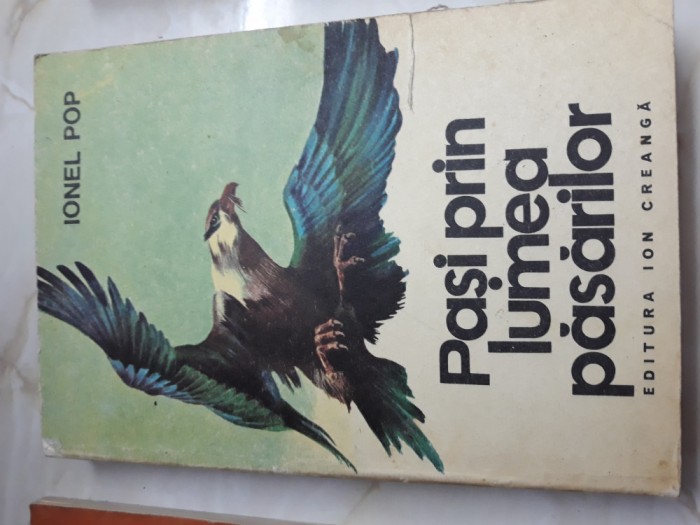 IONEL POP
Pași prin
lumea
păsărilor
EDITURA ION CREANGĂ